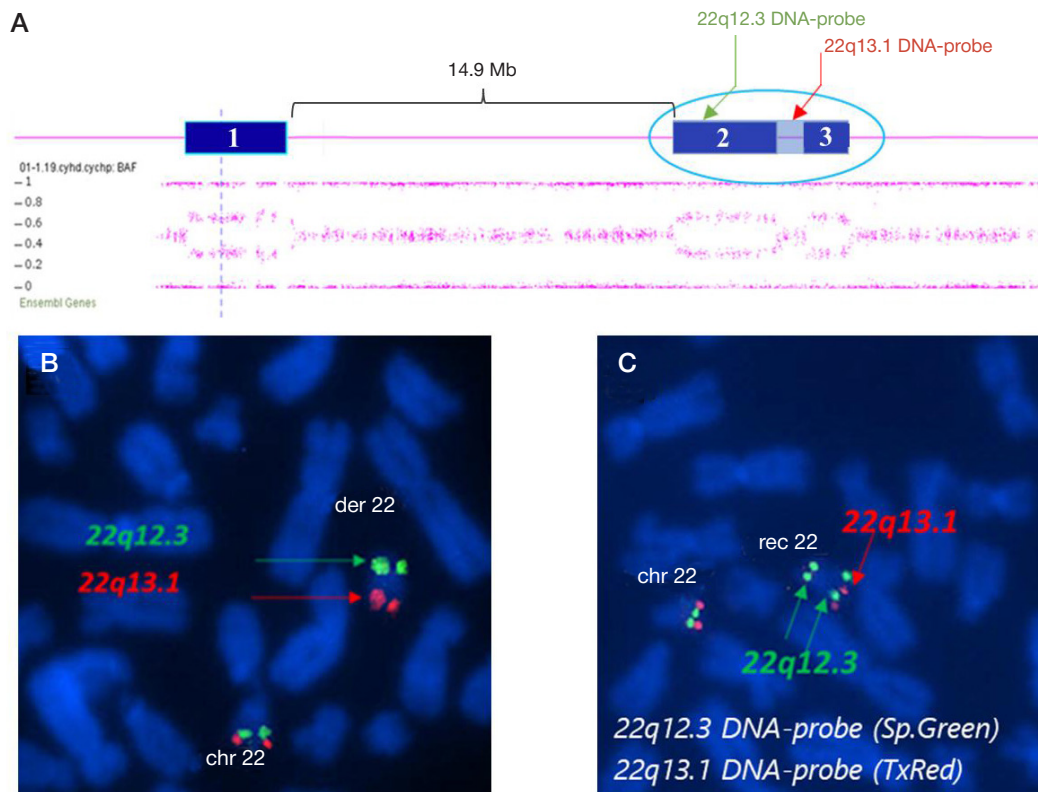 A
22q12.3 DNA-probe
22q13.1 DNA-probe
14.9 Mb
1
2
3
01-1.19.cyhd.cychp: BAF
– 1
– 0.8
– 0.6
– 0.4
– 0.2
– 0
Ensembl Genes
B
der 22
22q12.3
22q13.1
chr 22
C
22q13.1
rec 22
chr 22
22q12.3
22q12.3 DNA-probe (Sp.Green)
22q13.1 DNA-probe (TxRed)